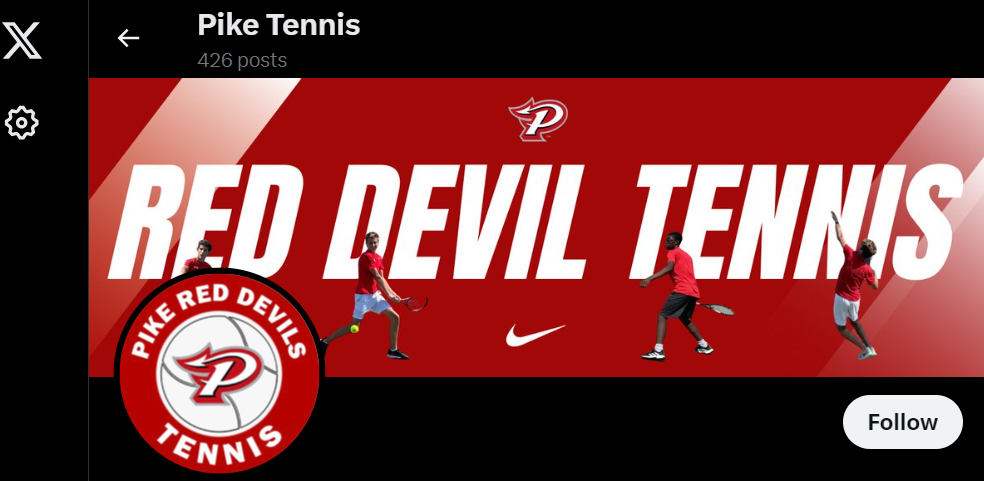 Pike Tennis
426 posts
RED DEVIL TENNIS
PIKE RED DEVILS
P
TENNIS
Follow